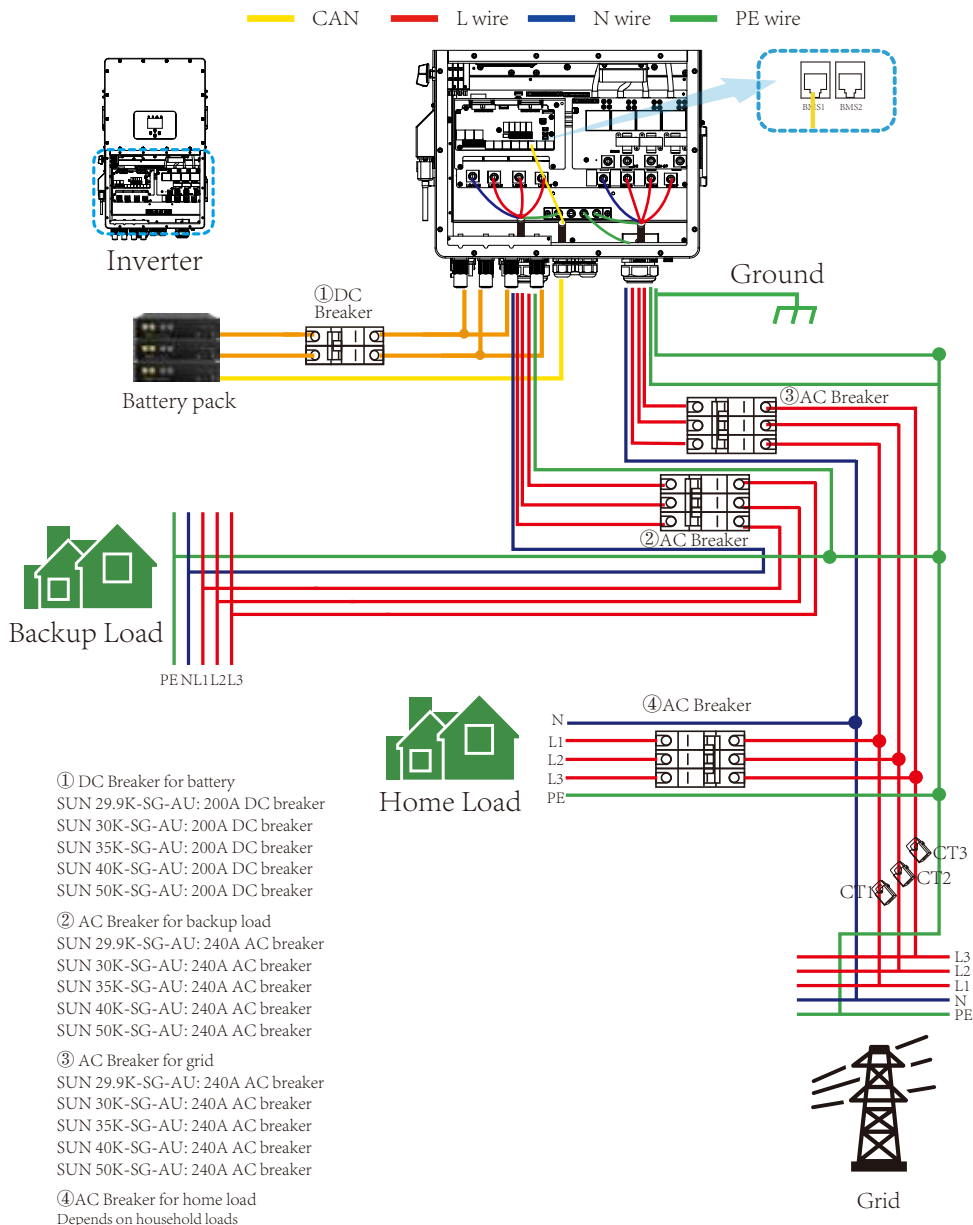 CAN
L wire
N wire
PE wire
BMS1
BMS2
Inverter
Ground
①DC
Breaker
Battery pack
③AC Breaker
②AC Breaker
Backup Load
PE NL1L2L3
④AC Breaker
N
L1
L2
L3
PE
Home Load
① DC Breaker for battery
SUN 29.9K-SG-AU: 200A DC breaker
SUN 30K-SG-AU: 200A DC breaker
SUN 35K-SG-AU: 200A DC breaker
SUN 40K-SG-AU: 200A DC breaker
SUN 50K-SG-AU: 200A DC breaker
② AC Breaker for backup load
SUN 29.9K-SG-AU: 240A AC breaker
SUN 30K-SG-AU: 240A AC breaker
SUN 35K-SG-AU: 240A AC breaker
SUN 40K-SG-AU: 240A AC breaker
SUN 50K-SG-AU: 240A AC breaker
③ AC Breaker for grid
SUN 29.9K-SG-AU: 240A AC breaker
SUN 30K-SG-AU: 240A AC breaker
SUN 35K-SG-AU: 240A AC breaker
SUN 40K-SG-AU: 240A AC breaker
SUN 50K-SG-AU: 240A AC breaker
④AC Breaker for home load
Depends on household loads
CT3
CT2
CT1
L3
L2
L1
N
PE
Grid